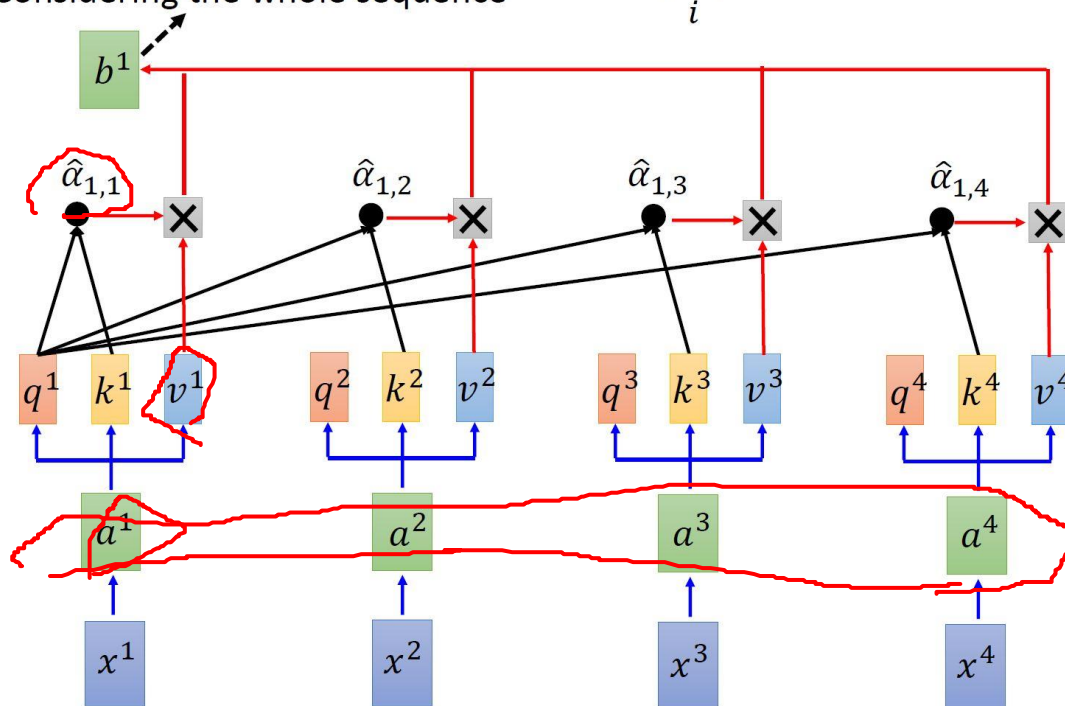 considering the whole sequence
i
b¹
α̂₁,₁ α̂₁,₂ α̂₁,₃ α̂₁,₄
q¹ k¹ v¹ q² k² v² q³ k³ v³ q⁴ k⁴ v⁴
a¹ a² a³ a⁴
x¹ x² x³ x⁴